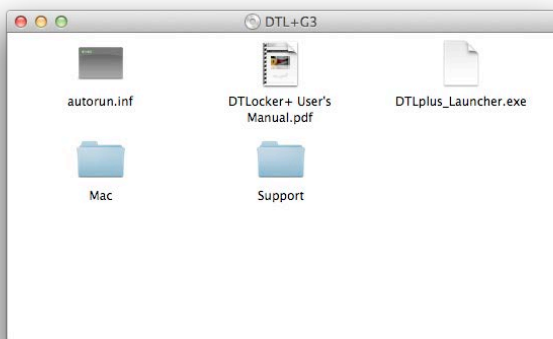 DTL+G3
autorun.inf
DTLocker+ User's
Manual.pdf
DTLplus_Launcher.exe
Mac
Support